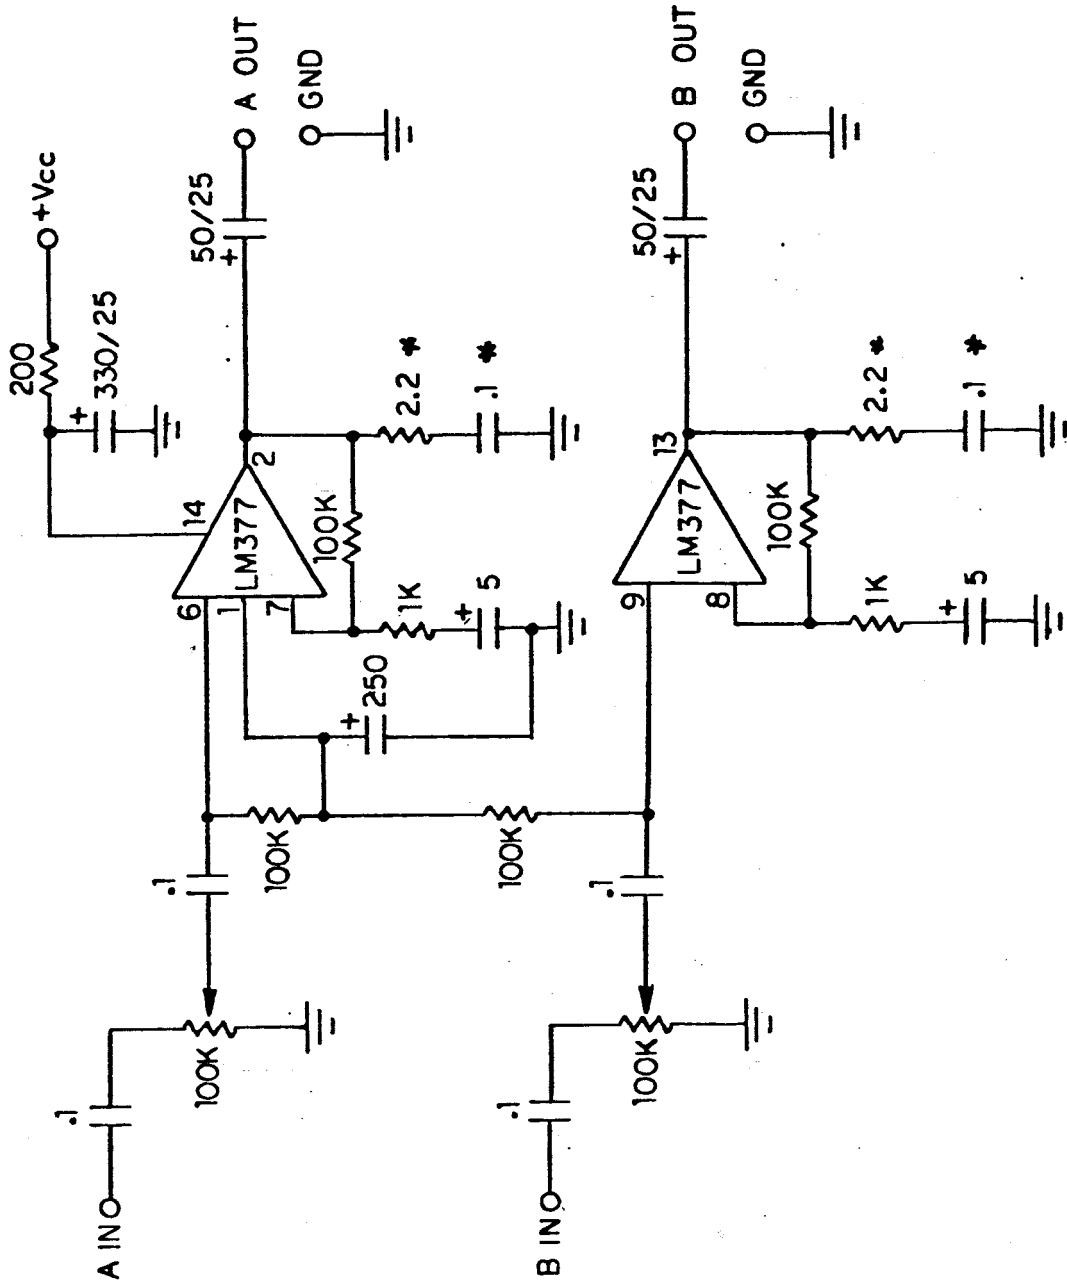 +Vcc
200
+
330/25
A IN
.1
100K
.1
6
1
7
14
LM377
2
+
50/25
A OUT
GND
100K
100K
1K
+
5
2.2 *
.1 *
+
250
100K
B IN
.1
100K
.1
9
8
LM377
13
+
50/25
B OUT
GND
100K
1K
+
5
2.2 *
.1 *